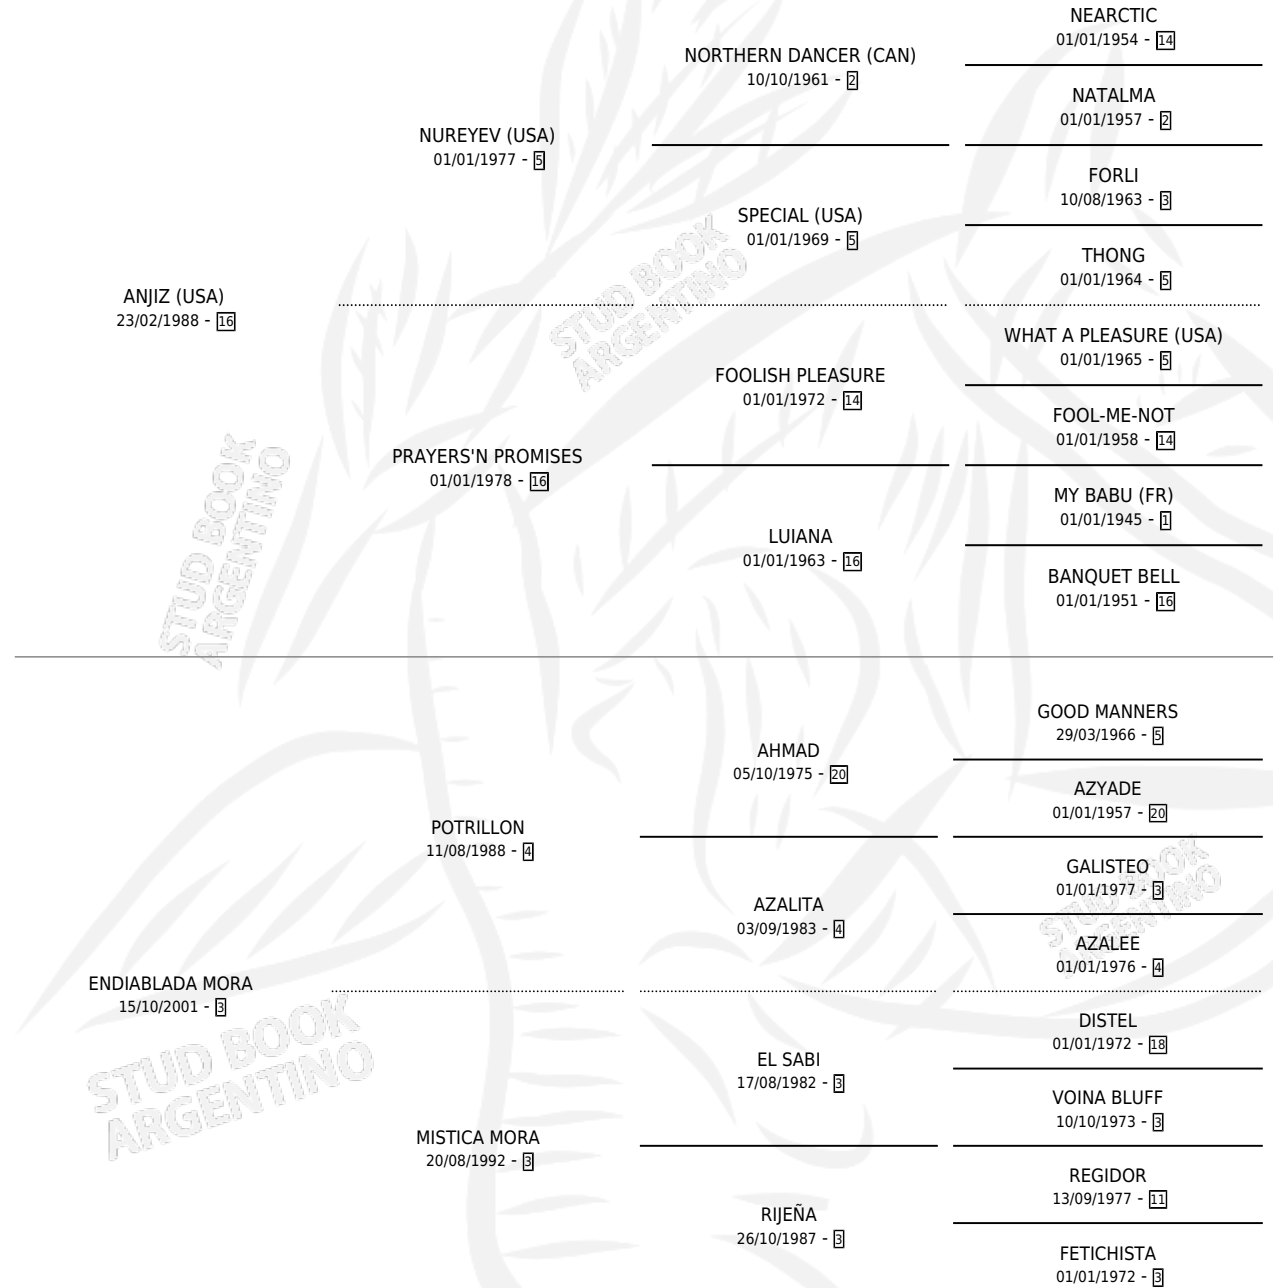 NEARCTIC
01/01/1954 - 14
NORTHERN DANCER (CAN)
10/10/1961 - 2
NATALMA
01/01/1957 - 2
NUREYEV (USA)
01/01/1977 - 5
FORLI
10/08/1963 - 3
SPECIAL (USA)
01/01/1969 - 5
THONG
01/01/1964 - 5
ANJIZ (USA)
23/02/1988 - 16
WHAT A PLEASURE (USA)
01/01/1965 - 5
FOOLISH PLEASURE
01/01/1972 - 14
FOOL-ME-NOT
01/01/1958 - 14
PRAYERS'N PROMISES
01/01/1978 - 16
MY BABU (FR)
01/01/1945 - 1
LUIANA
01/01/1963 - 16
BANQUET BELL
01/01/1951 - 16
GOOD MANNERS
29/03/1966 - 5
AHMAD
05/10/1975 - 20
AZYADE
01/01/1957 - 20
POTRILLON
11/08/1988 - 4
GALISTEO
01/01/1977 - 3
AZALITA
03/09/1983 - 4
AZALEE
01/01/1976 - 4
ENDIABLADA MORA
15/10/2001 - 3
DISTEL
01/01/1972 - 18
EL SABI
17/08/1982 - 3
VOINA BLUFF
10/10/1973 - 3
MISTICA MORA
20/08/1992 - 3
REGIDOR
13/09/1977 - 11
RIJEÑA
26/10/1987 - 3
FETICHISTA
01/01/1972 - 3
STUD BOOK
ARGENTINO
STUD BOOK
ARGENTINO
STUD BOOK
ARGENTINO
STUD BOOK
ARGENTINO